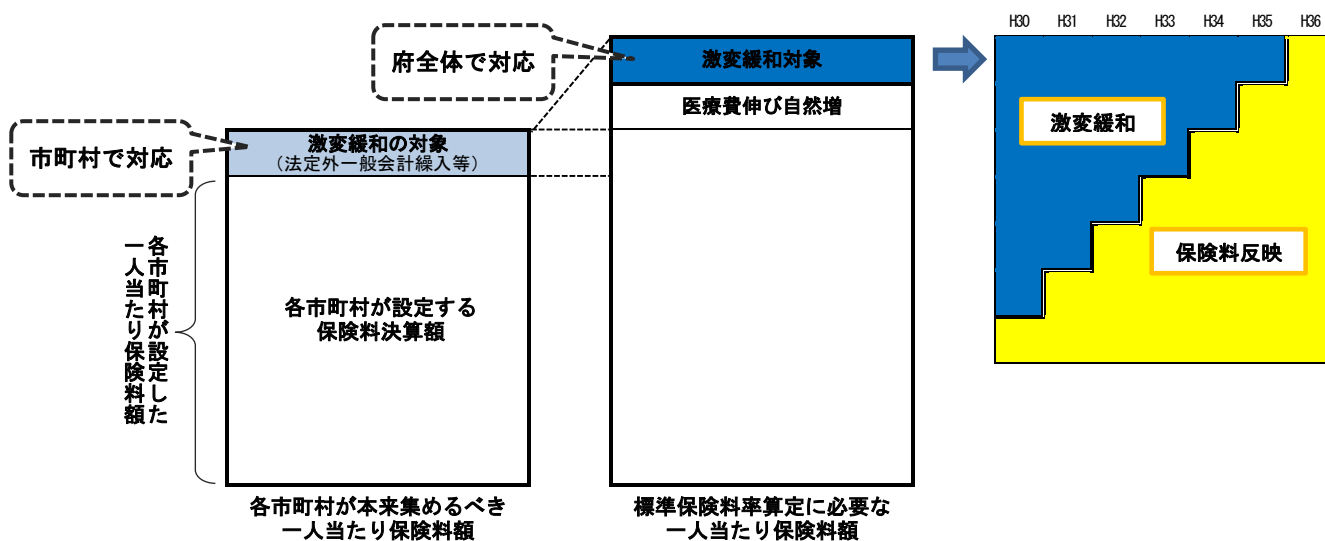 H30 H31 H32 H33 H34 H35 H36
府全体で対応
激変緩和対象
医療費伸び自然増
激変緩和
市町村で対応
激変緩和の対象
（法定外一般会計繰入等）
保険料反映
各市町村が設定した
一人当たり保険料額
各市町村が設定する
保険料決算額
各市町村が本来集めるべき
一人当たり保険料額
標準保険料率算定に必要な
一人当たり保険料額